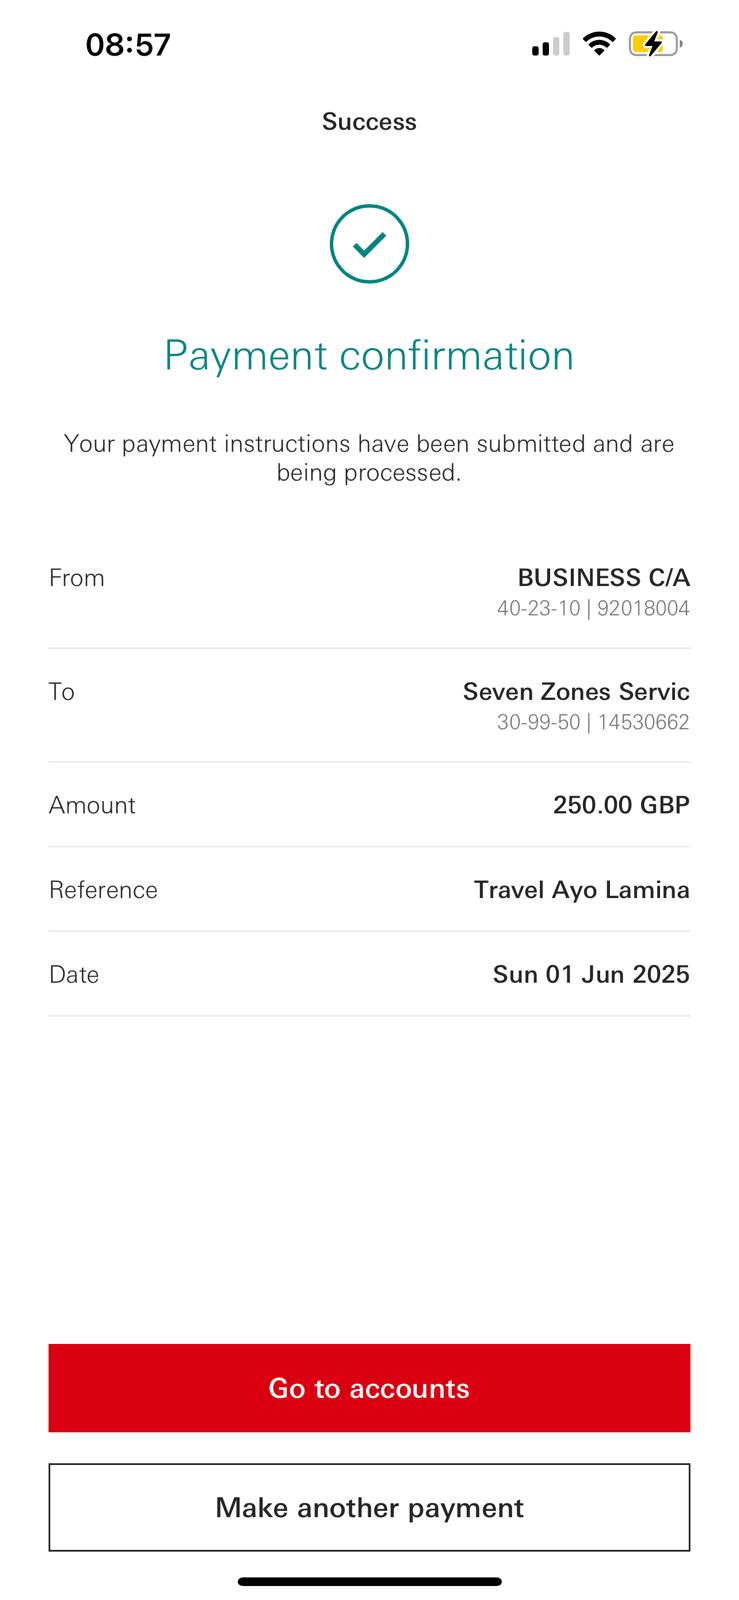 08:57
Success
Payment confirmation
Your payment instructions have been submitted and are
being processed.
From
BUSINESS C/A
40-23-10 | 92018004
To
Seven Zones Servic
30-99-50 | 14530662
Amount
250.00 GBP
Reference
Travel Ayo Lamina
Date
Sun 01 Jun 2025
Go to accounts
Make another payment